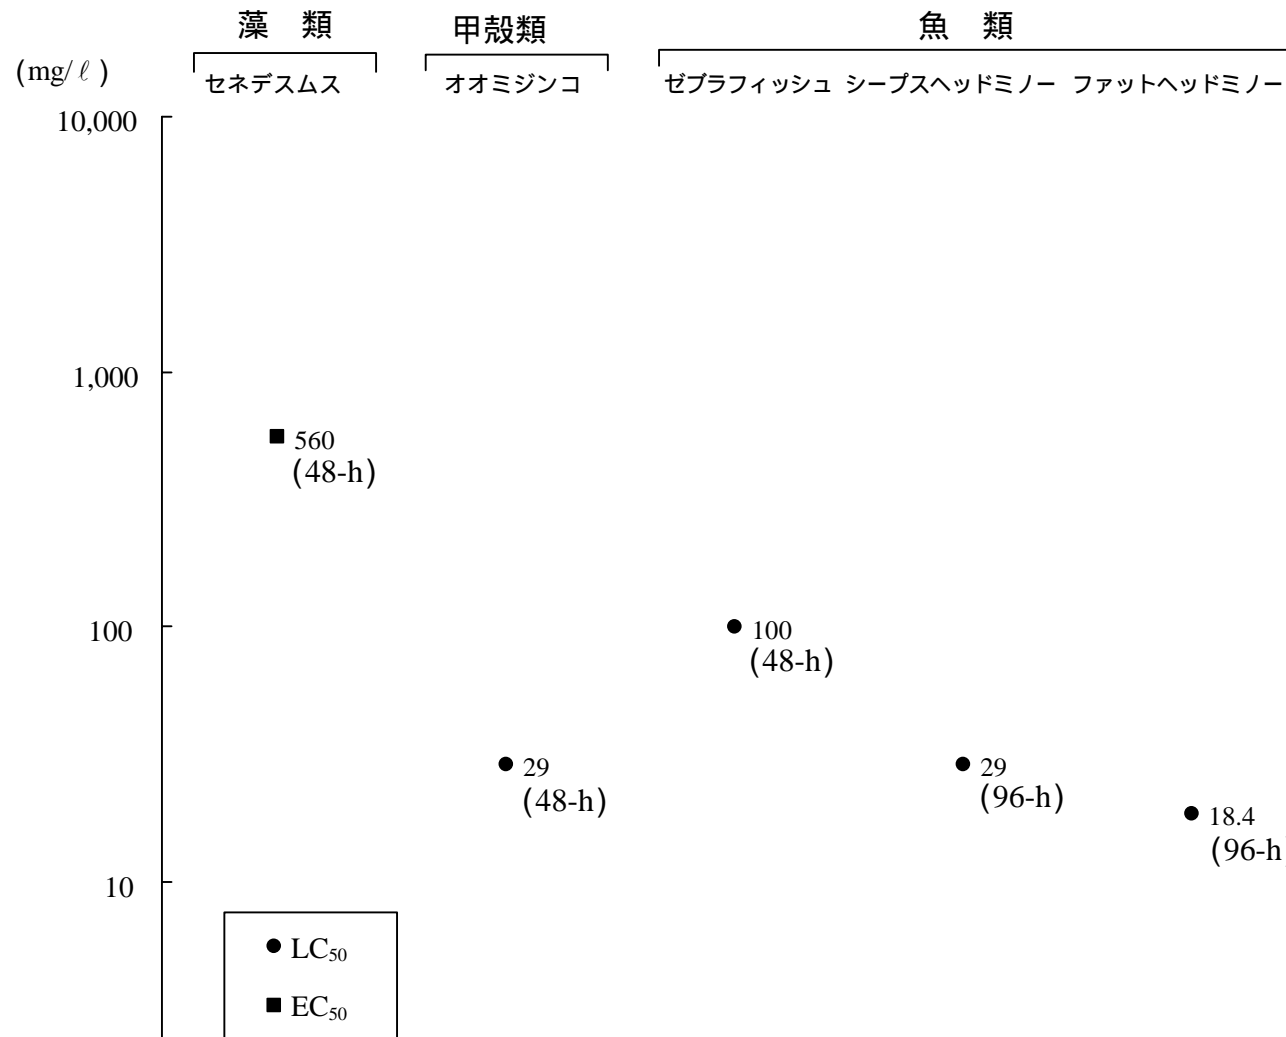 藻　類
甲殻類
魚　類
(mg/ℓ)
セネデスムス
オオミジンコ
ゼブラフィッシュ
シープスヘッドミノー
ファットヘッドミノー
10,000
1,000
560
(48-h)
100
100
(48-h)
29
(48-h)
29
(96-h)
18.4
(96-h
10
● LC₅₀
■ EC₅₀